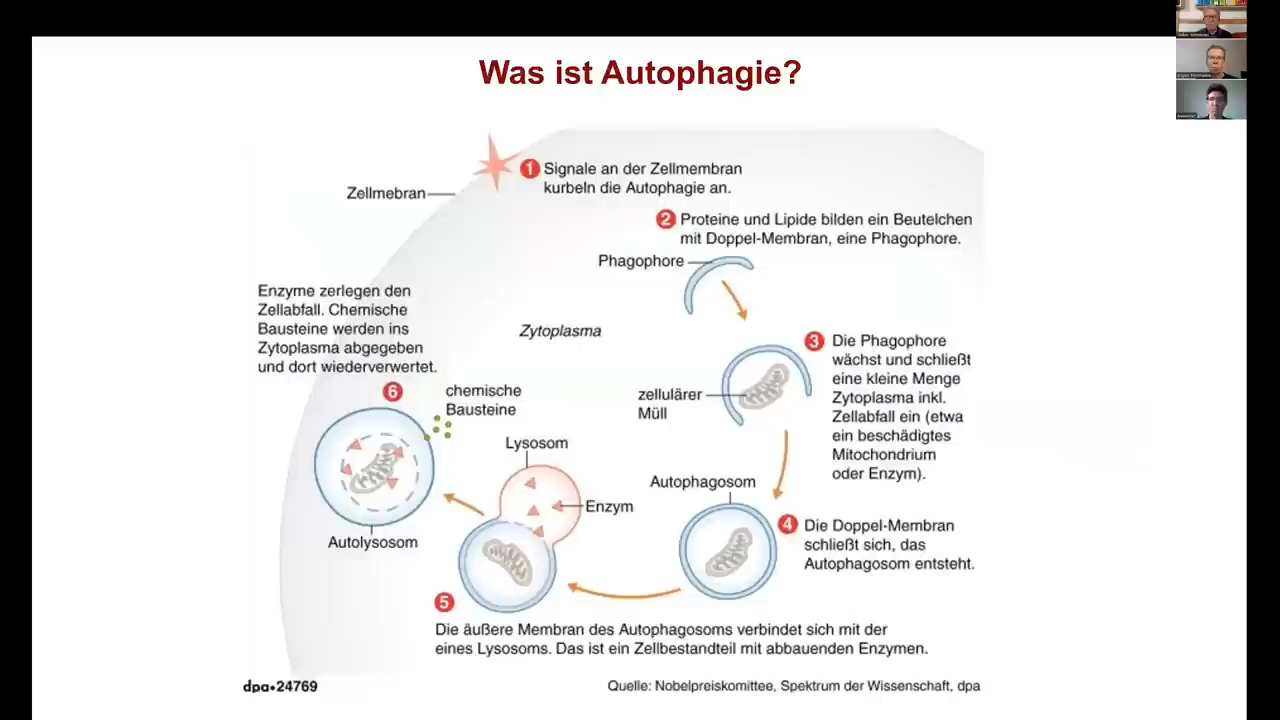 Was ist Autophagie?
Zellmebran
1 Signale an der Zellmembran
kurbeln die Autophagie an.
2 Proteine und Lipide bilden ein Beutelchen
mit Doppel-Membran, eine Phagophore.
Phagophore
Zytoplasma
3 Die Phagophore
wächst und schließt
eine kleine Menge
Zytoplasma inkl.
Zellabfall ein (etwa
ein beschädigtes
Mitochondrium
oder Enzym).
zellulärer
Müll
Autophagosom
4 Die Doppel-Membran
schließt sich, das
Autophagosom entsteht.
Lysosom
Enzym
5
Die äußere Membran des Autophagosoms verbindet sich mit der
eines Lysosoms. Das ist ein Zellbestandteil mit abbauenden Enzymen.
Enzyme zerlegen den
Zellabfall. Chemische
Bausteine werden ins
Zytoplasma abgegeben
und dort wiederverwertet.
6
chemische
Bausteine
Autolysosom
dpa•24769
Quelle: Nobelpreiskomittee, Spektrum der Wissenschaft, dpa